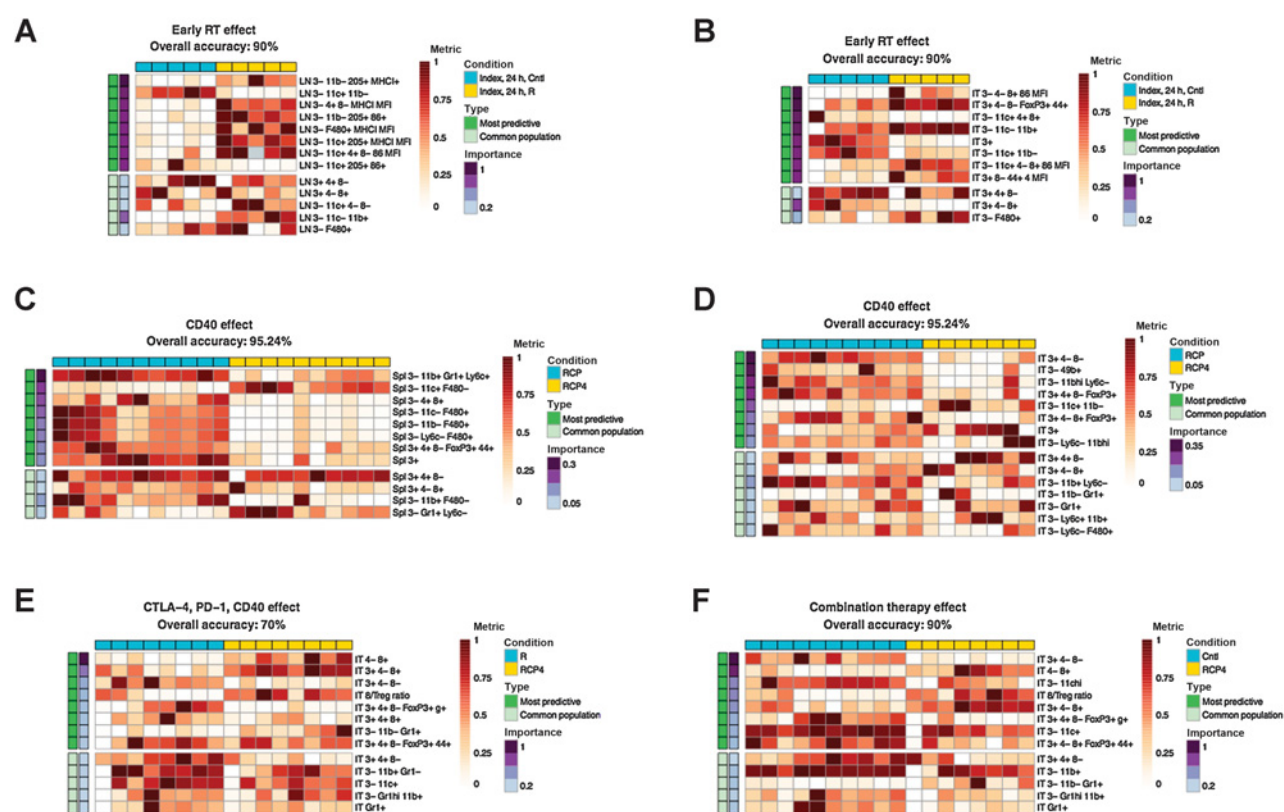 A
Early RT effect
Overall accuracy: 90%
LN 3− 11b− 205+ MHCI+
LN 3− 11c+ 11b−
LN 3− 4+ 8− MHCI MFI
LN 3− 11b− 205+ 86+
LN 3− F480+ MHCI MFI
LN 3− 11c+ 205+ MHCI MFI
LN 3− 11c+ 4+ 8− 86 MFI
LN 3− 11c+ 205+ 86+
LN 3+ 4+ 8−
LN 3+ 4− 8+
LN 3− 11c+ 4− 8−
LN 3− 11c− 11b+
LN 3− F480+
Metric
1
0.75
0.5
0.25
0
Condition
Index, 24 h, Cntl
Index, 24 h, R
Type
Most predictive
Common population
Importance
1
0.2
B
Early RT effect
Overall accuracy: 90%
IT 3− 4− 8+ 86 MFI
IT 3+ 4+ 8− FoxP3+ 44+
IT 3− 11c+ 4+ 8+
IT 3− 11c− 11b+
IT 3+
IT 3− 11c+ 11b−
IT 3− 11c+ 4− 8+ 86 MFI
IT 3+ 8− 44+ 4 MFI
IT 3+ 4+ 8−
IT 3+ 4− 8+
IT 3− F480+
Metric
1
0.75
0.5
0.25
0
Condition
Index, 24 h, Cntl
Index, 24 h, R
Type
Most predictive
Common population
Importance
1
0.2
C
CD40 effect
Overall accuracy: 95.24%
Spl 3− 11b+ Gr1+ Ly6c+
Spl 3− 11c+ F480−
Spl 3− 4+ 8+
Spl 3− 11c− F480+
Spl 3− 11b− F480+
Spl 3− Ly6c− F480+
Spl 3+ 4+ 8− FoxP3+ 44+
Spl 3+
Spl 3+ 4+ 8−
Spl 3+ 4− 8+
Spl 3− 11b+ F480−
Spl 3− Gr1+ Ly6c−
Metric
1
0.75
0.5
0.25
0
Condition
RCP
RCP4
Type
Most predictive
Common population
Importance
0.3
0.05
D
CD40 effect
Overall accuracy: 95.24%
IT 3+ 4− 8−
IT 3− 49b+
IT 3− 11bhi Ly6c−
IT 3+ 4+ 8− FoxP3+
IT 3− 11c+ 11b−
IT 3+ 4− 8+ FoxP3+
IT 3+
IT 3− Ly6c− 11bhi
IT 3+ 4+ 8−
IT 3+ 4− 8+
IT 3− 11b+ Ly6c−
IT 3− 11b− Gr1+
IT 3− Gr1+
IT 3− Ly6c+ 11b+
IT 3− Ly6c− F480+
Metric
1
0.75
0.5
0.25
0
Condition
RCP
RCP4
Type
Most predictive
Common population
Importance
0.35
0.05
E
CTLA−4, PD−1, CD40 effect
Overall accuracy: 70%
IT 4− 8+
IT 3+ 4− 8+
IT 3+ 4− 8−
IT 8/Treg ratio
IT 3+ 4+ 8− FoxP3+ g+
IT 3+ 4+ 8+
IT 3− 11b− Gr1+
IT 3+ 4+ 8− FoxP3+ 44+
IT 3+ 4+ 8−
IT 3− 11b+ Gr1−
IT 3− 11c+
IT 3− Gr1hi 11b+
IT Gr1+
Metric
1
0.75
0.5
0.25
0
Condition
R
RCP4
Type
Most predictive
Common population
Importance
1
0.2
F
Combination therapy effect
Overall accuracy: 90%
IT 3+ 4− 8−
IT 4− 8+
IT 3− 11chi
IT 8/Treg ratio
IT 3+ 4− 8+
IT 3+ 4+ 8− FoxP3+ g+
IT 3− 11c+
IT 3+ 4− 8+ FoxP3+ 44+
IT 3+ 4+ 8−
IT 3− 11b+
IT 3− 11b− Gr1+
IT 3− Gr1hi 11b+
IT Gr1+
Metric
1
0.75
0.5
0.25
0
Condition
Cntl
RCP4
Type
Most predictive
Common population
Importance
1
0.2